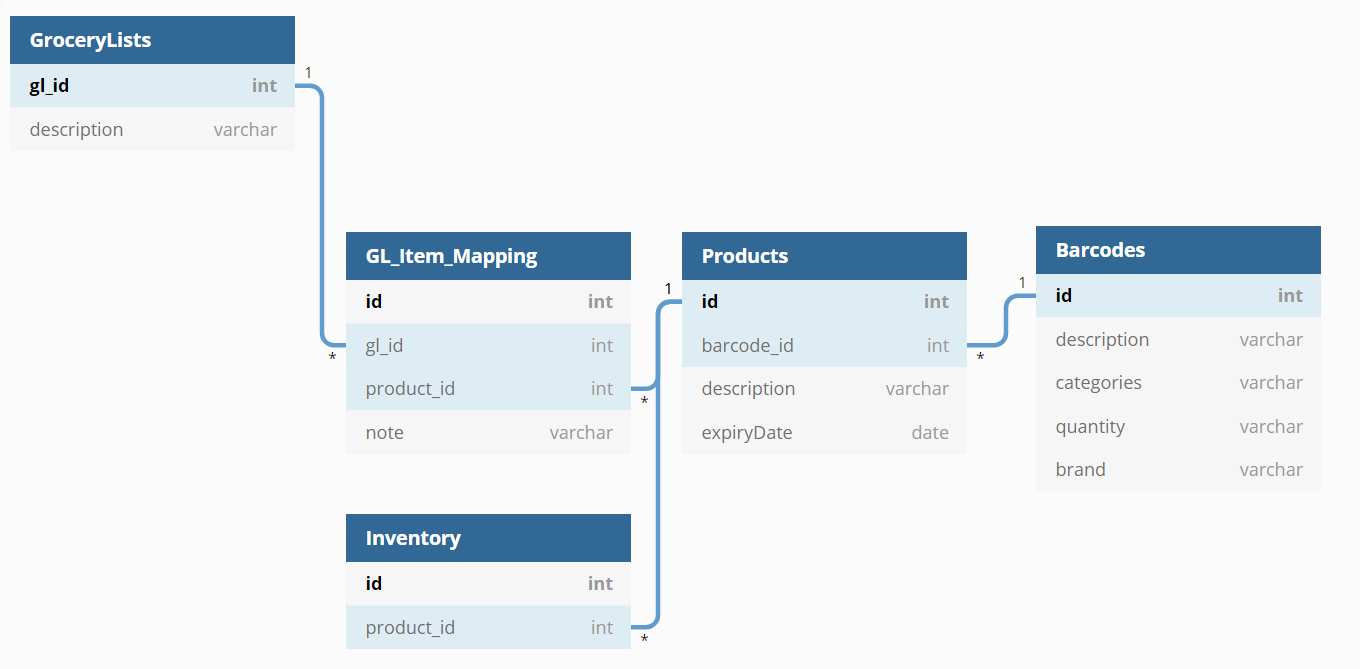 GroceryLists
gl_id int
description varchar
1
*
GL_Item_Mapping
id int
gl_id int
product_id int
note varchar
1
*
Products
id int
barcode_id int
description varchar
expiryDate date
1
*
Barcodes
id int
description varchar
categories varchar
quantity varchar
brand varchar
Inventory
id int
product_id int
*